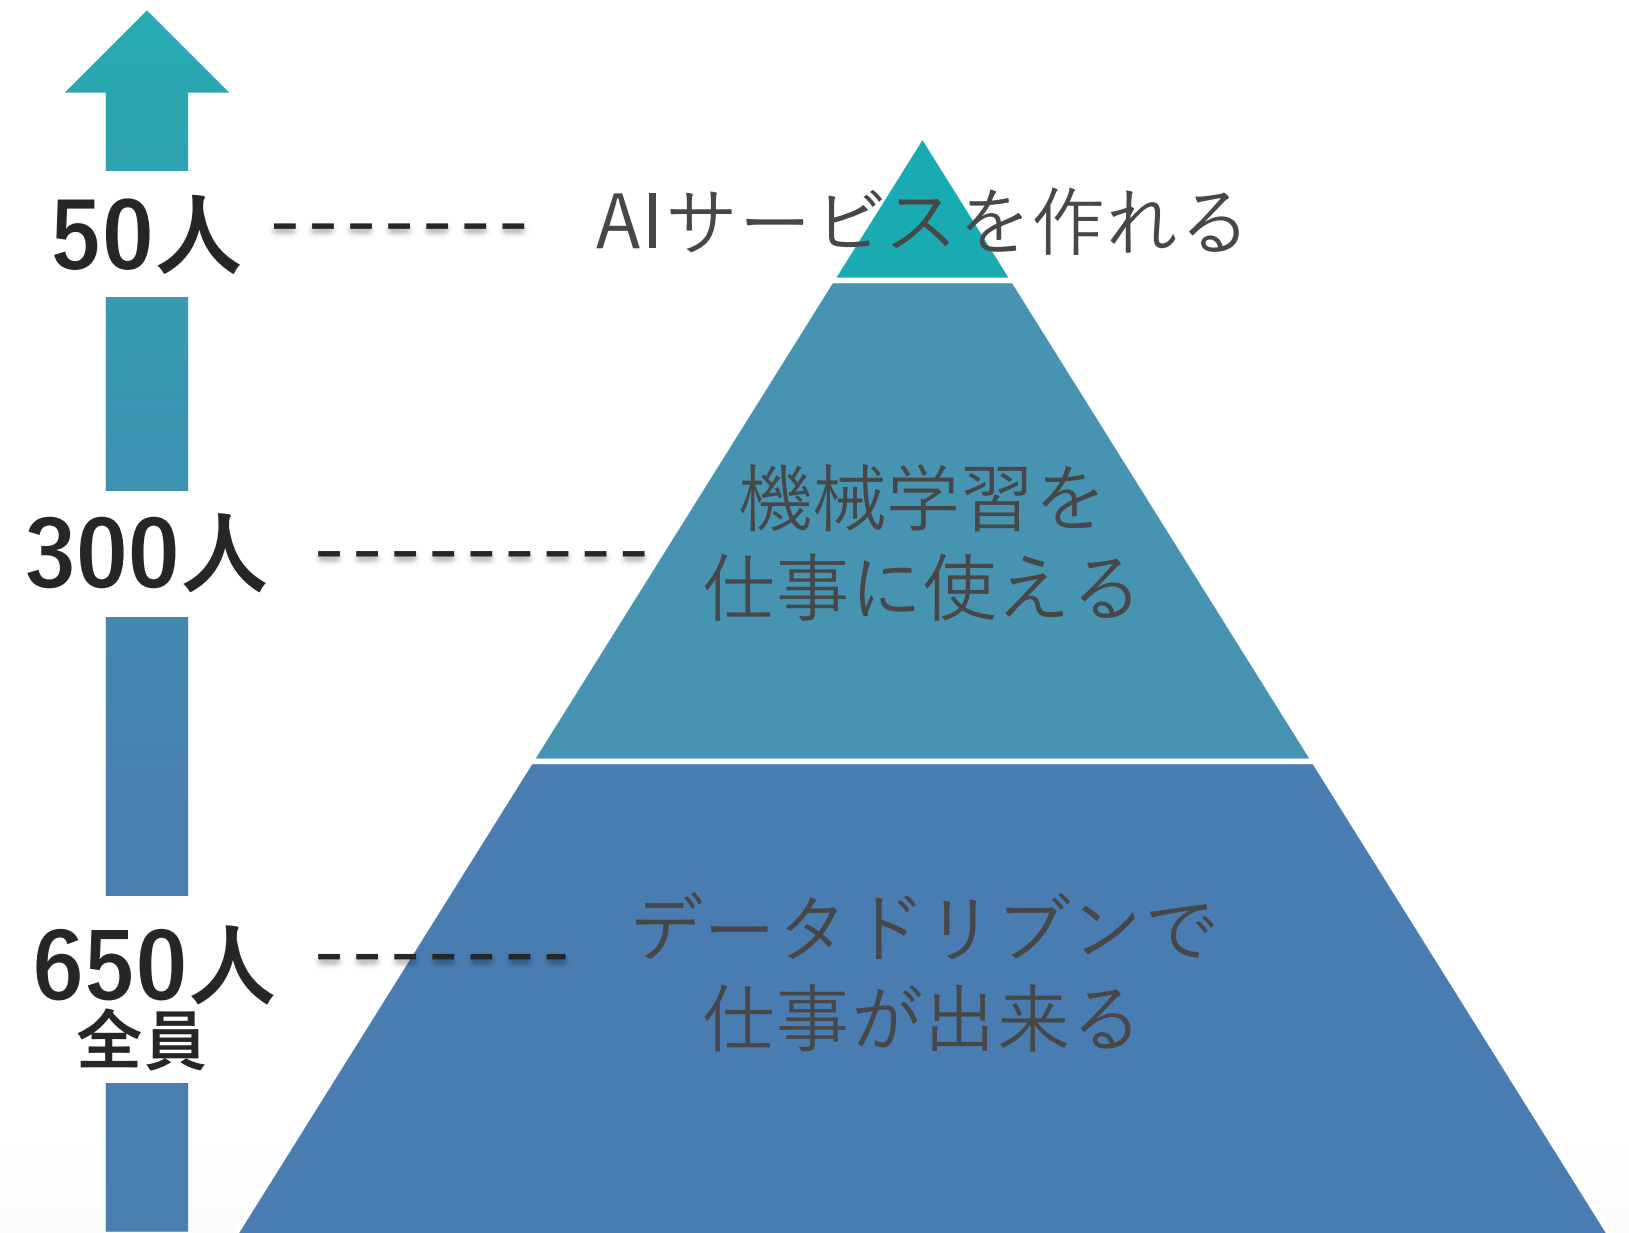 50人
AIサービスを作れる
300人
機械学習を
仕事に使える
650人
全員
データドリブンで
仕事が出来る